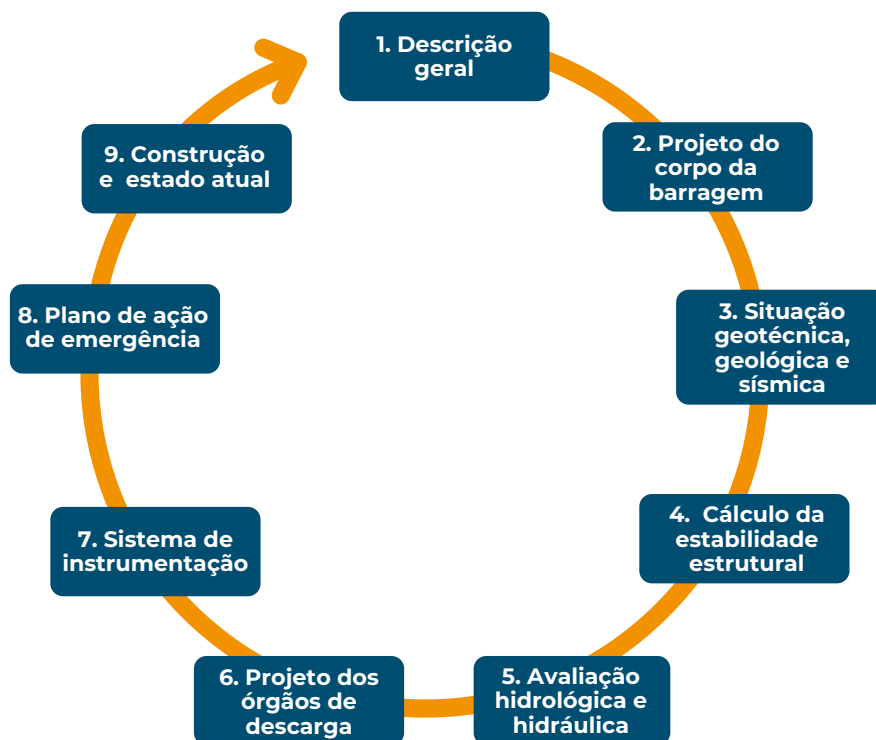 1. Descrição
geral
2. Projeto do
corpo da
barragem
3. Situação
geotécnica,
geológica e
sísmica
4. Cálculo da
estabilidade
estrutural
5. Avaliação
hidrológica e
hidráulica
6. Projeto dos
órgãos de
descarga
7. Sistema de
instrumentação
8. Plano de ação
de emergência
9. Construção
e estado atual